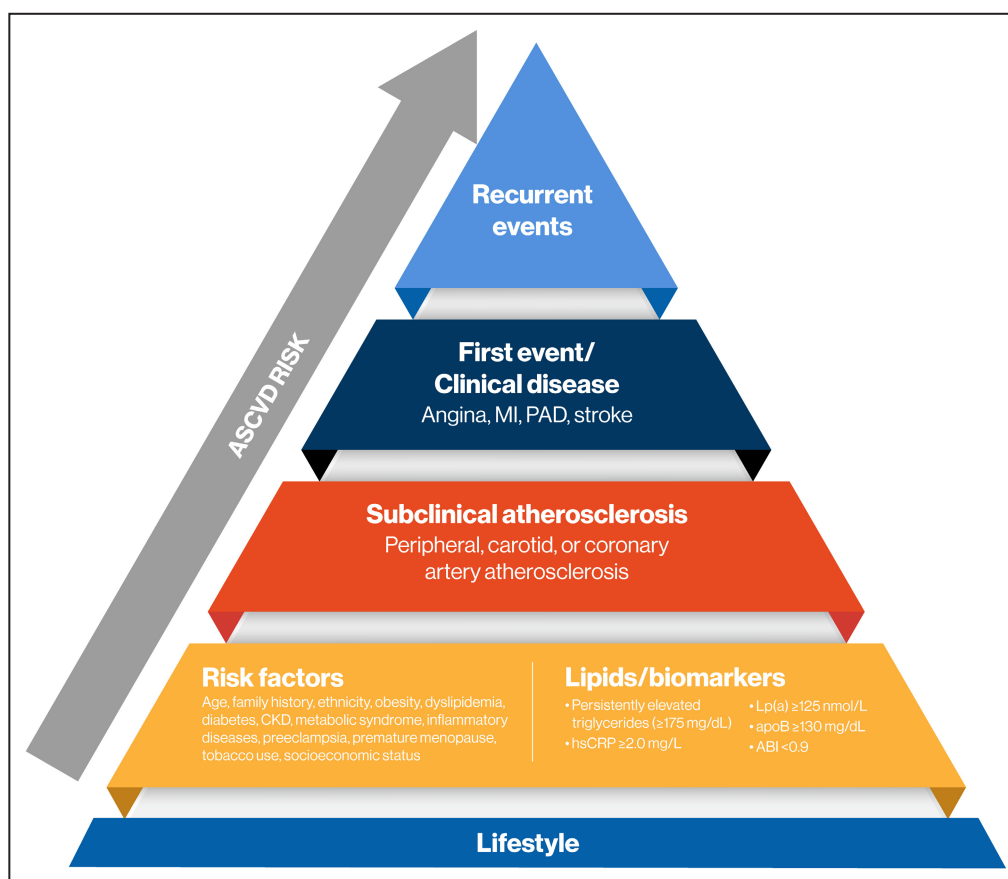 ASCVD RISK
Recurrent
events
First event/
Clinical disease
Angina, MI, PAD, stroke
Subclinical atherosclerosis
Peripheral, carotid, or coronary
artery atherosclerosis
Risk factors
Age, family history, ethnicity, obesity, dyslipidemia,
diabetes, CKD, metabolic syndrome, inflammatory
diseases, preeclampsia, premature menopause,
tobacco use, socioeconomic status
Lipids/biomarkers
• Persistently elevated
triglycerides (≥175 mg/dL)
• hsCRP ≥2.0 mg/L
• Lp(a) ≥125 nmol/L
• apoB ≥130 mg/dL
• ABI <0.9
Lifestyle